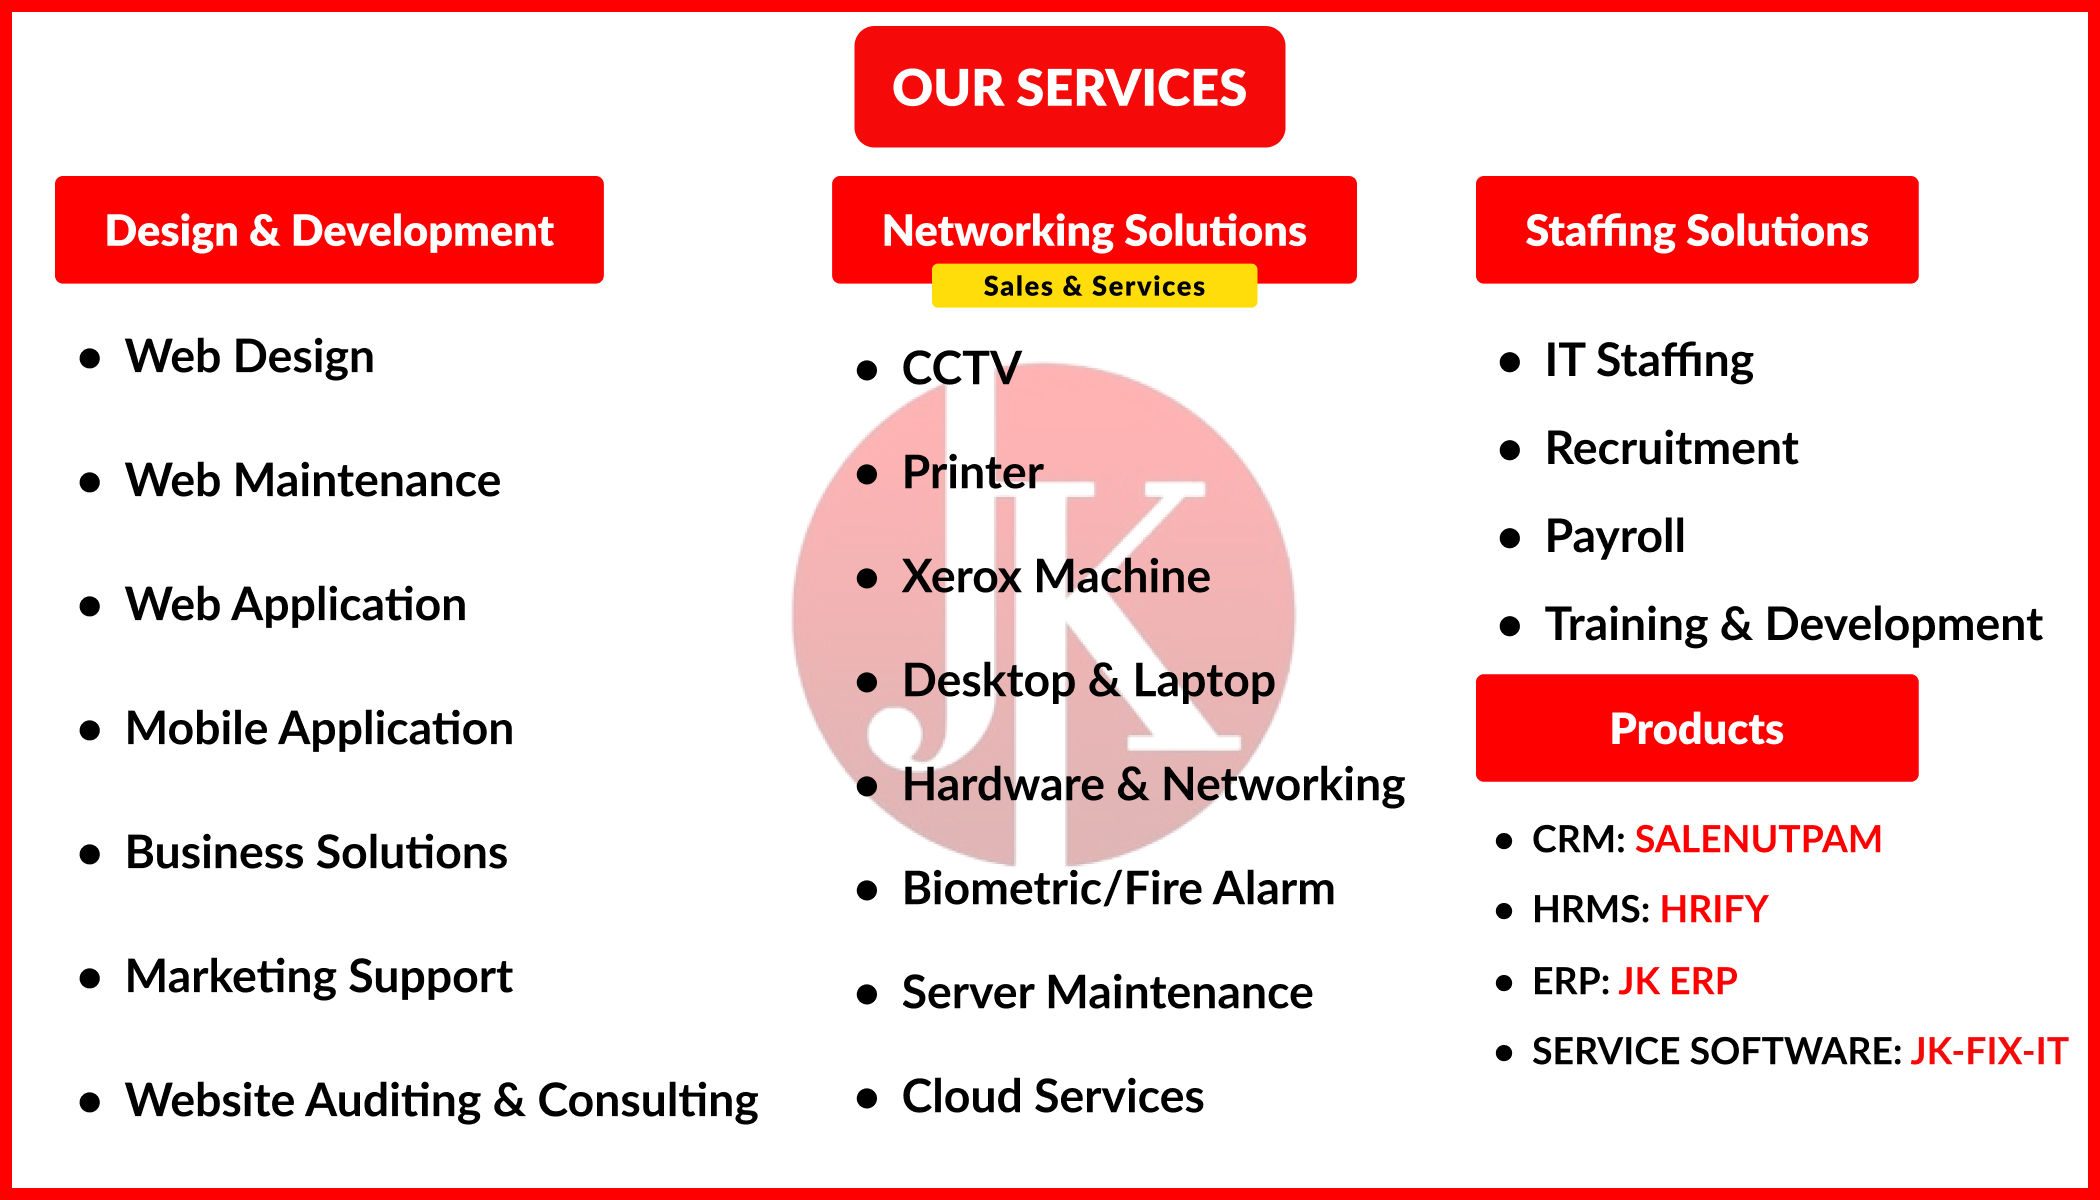 OUR SERVICES
Design & Development
• Web Design
• Web Maintenance
• Web Application
• Mobile Application
• Business Solutions
• Marketing Support
• Website Auditing & Consulting
Networking Solutions
Sales & Services
• CCTV
• Printer
• Xerox Machine
• Desktop & Laptop
• Hardware & Networking
• Biometric/Fire Alarm
• Server Maintenance
• Cloud Services
JK
Staffing Solutions
• IT Staffing
• Recruitment
• Payroll
• Training & Development
Products
• CRM: SALENUTPAM
• HRMS: HRIFY
• ERP: JK ERP
• SERVICE SOFTWARE: JK-FIX-IT